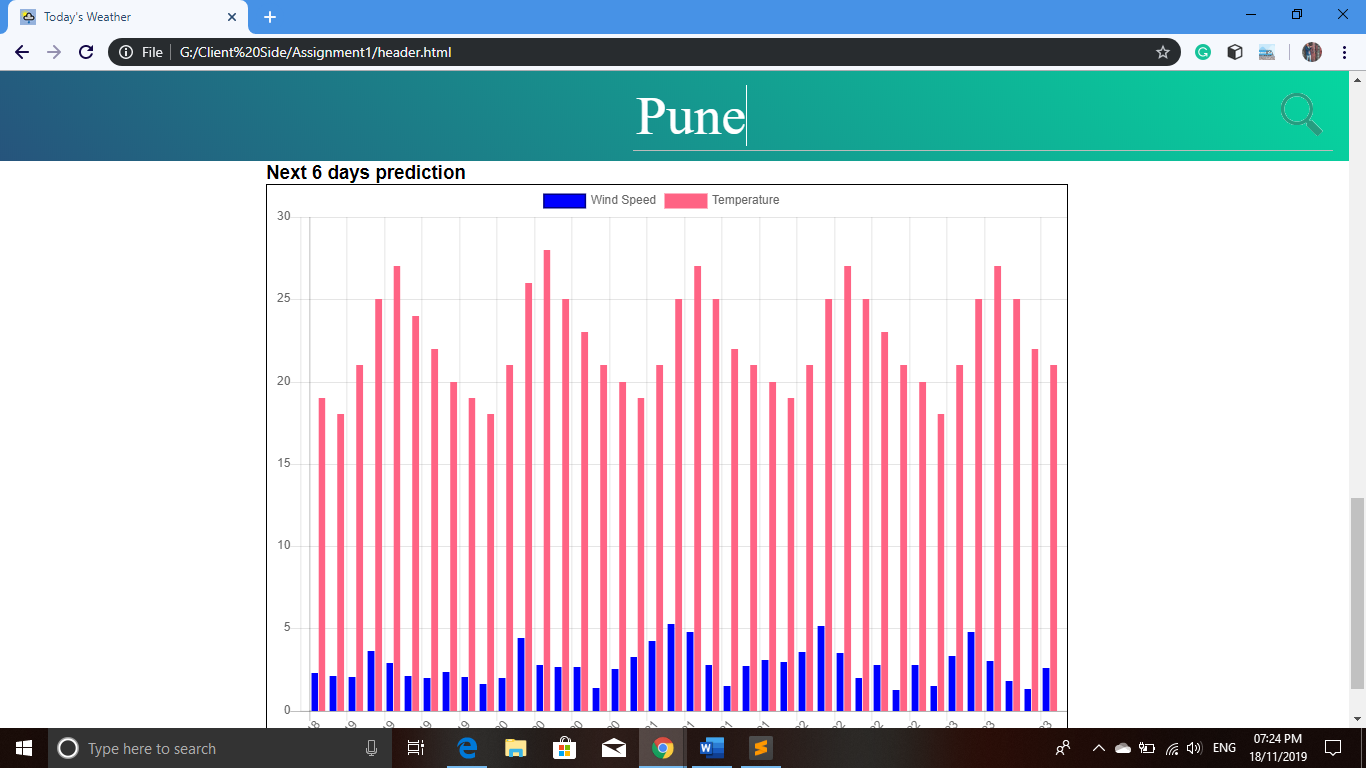 Today's Weather
File G:/Client%20Side/Assignment1/header.html
Pune
Next 6 days prediction
Wind Speed Temperature
30
25
20
15
10
5
0
Type here to search
ENG
07:24 PM
18/11/2019